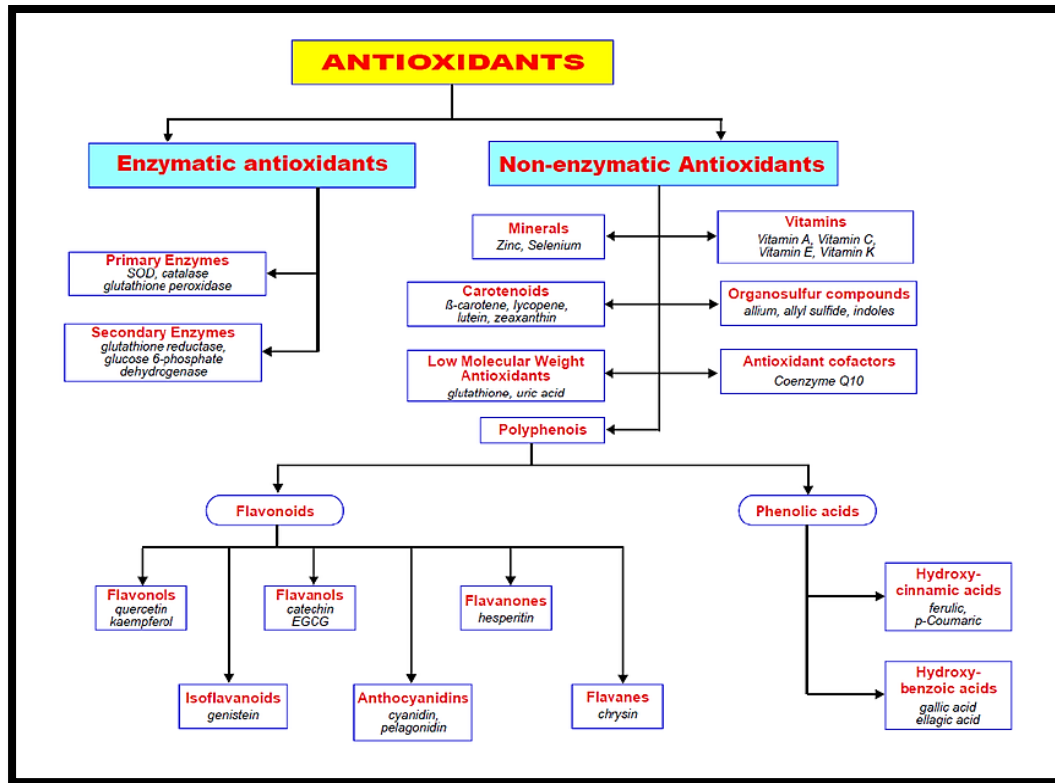 ANTIOXIDANTS
Enzymatic antioxidants
Non-enzymatic Antioxidants
Minerals
Zinc, Selenium
Vitamins
Vitamin A, Vitamin C,
Vitamin E, Vitamin K
Primary Enzymes
SOD, catalase
glutathione peroxidase
Carotenoids
ß-carotene, lycopene,
lutein, zeaxanthin
Organosulfur compounds
allium, allyl sulfide, indoles
Secondary Enzymes
glutathione reductase,
glucose 6-phosphate
dehydrogenase
Low Molecular Weight
Antioxidants
glutathione, uric acid
Antioxidant cofactors
Coenzyme Q10
Polyphenois
Flavonoids
Phenolic acids
Flavonols
quercetin
kaempferol
Flavanols
catechin
EGCG
Flavanones
hesperitin
Hydroxy-
cinnamic acids
ferulic,
p-Coumaric
Isoflavanoids
genistein
Anthocyanidins
cyanidin,
pelagonidin
Flavanes
chrysin
Hydroxy-
benzoic acids
gallic acid
ellagic acid